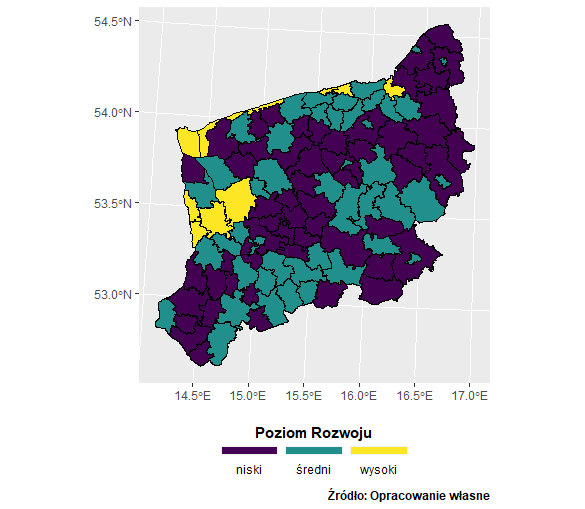 54.5°N
54.0°N
53.5°N
53.0°N
14.5°E 15.0°E 15.5°E 16.0°E 16.5°E 17.0°E
Poziom Rozwoju
niski średni wysoki
Źródło: Opracowanie własne